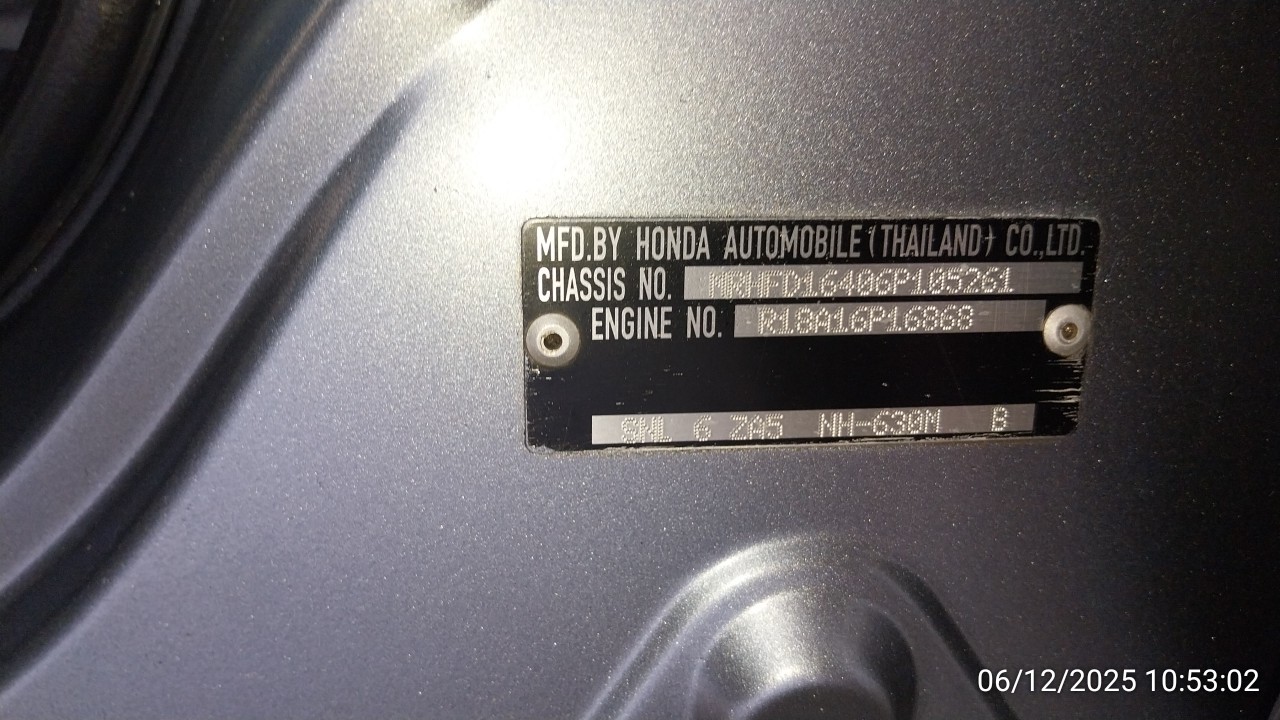 MFD.BY HONDA AUTOMOBILE (THAILAND) CO.,LTD.
CHASSIS NO. MRHFD16406P105261
ENGINE NO. R18A16P16868
SNL 6 ZA5 NH-630M B
06/12/2025 10:53:02